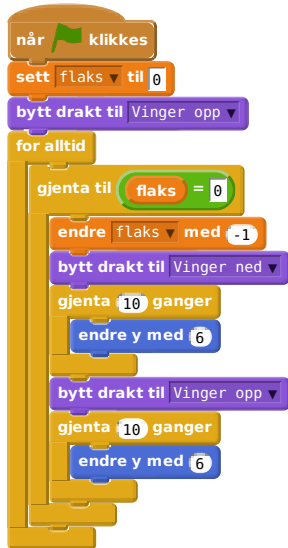 når klikkes
sett flaks til 0
bytt drakt til Vinger opp
for alltid
gjenta til flaks = 0
endre flaks med -1
bytt drakt til Vinger ned
gjenta 10 ganger
endre y med 6
bytt drakt til Vinger opp
gjenta 10 ganger
endre y med 6